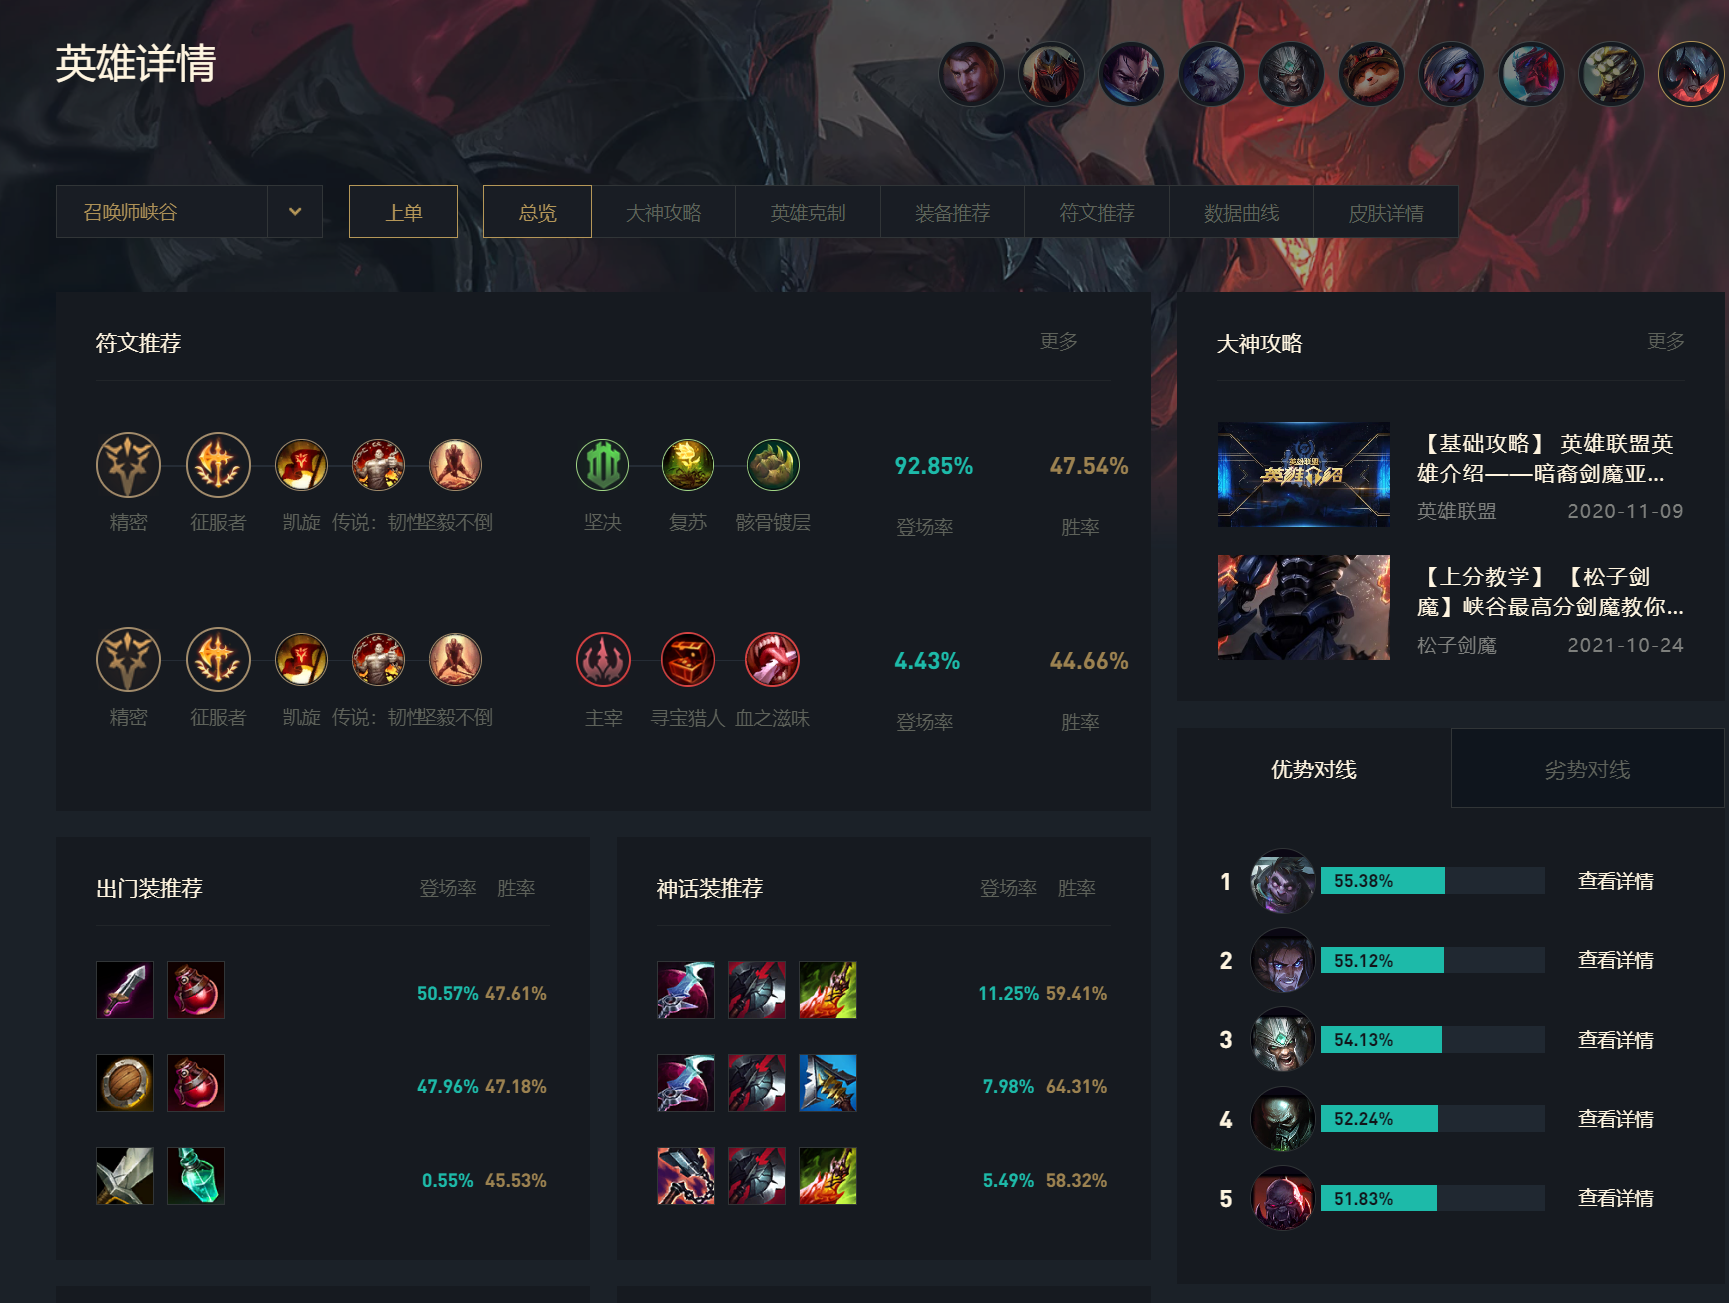 英雄详情
召唤师峡谷
上单
总览
大神攻略
英雄克制
装备推荐
符文推荐
数据曲线
皮肤详情
符文推荐
更多
精密
征服者
凯旋
传说：韧性
坚毅不倒
坚决
复苏
骸骨镀层
92.85%
登场率
47.54%
胜率
精密
征服者
凯旋
传说：韧性
坚毅不倒
主宰
寻宝猎人
血之滋味
4.43%
登场率
44.66%
胜率
出门装推荐
登场率
胜率
50.57% 47.61%
47.96% 47.18%
0.55% 45.53%
神话装推荐
登场率
胜率
11.25% 59.41%
7.98% 64.31%
5.49% 58.32%
大神攻略
更多
英雄联盟
英雄介绍
【基础攻略】 英雄联盟英
雄介绍——暗裔剑魔亚...
英雄联盟
2020-11-09
【上分教学】 【松子剑
魔】峡谷最高分剑魔教你...
松子剑魔
2021-10-24
优势对线
劣势对线
1 55.38% 查看详情
2 55.12% 查看详情
3 54.13% 查看详情
4 52.24% 查看详情
5 51.83% 查看详情